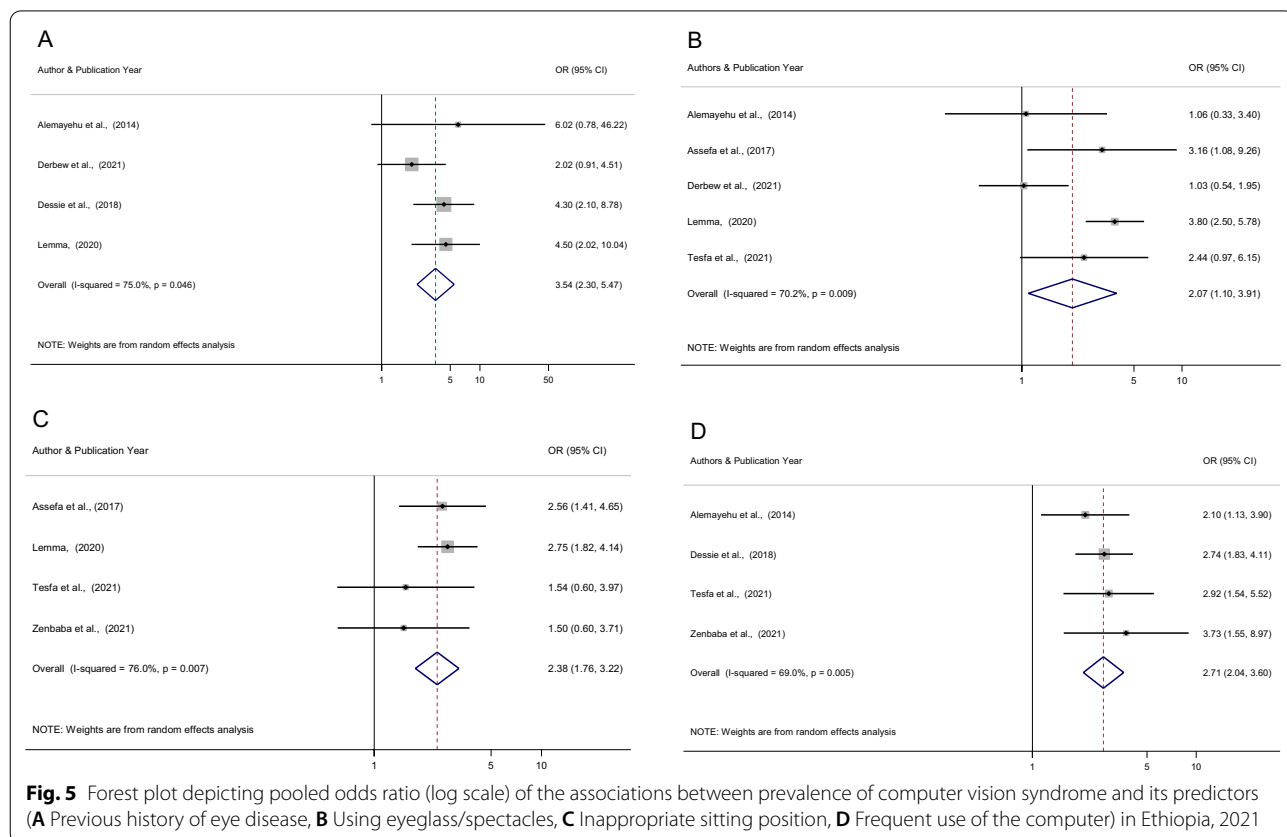 A
Author & Publication Year OR (95% CI)
Alemayehu et al., (2014) 6.02 (0.78, 46.22)
Derbew et al., (2021) 2.02 (0.91, 4.51)
Dessie et al., (2018) 4.30 (2.10, 8.78)
Lemma, (2020) 4.50 (2.02, 10.04)
Overall (I-squared = 75.0%, p = 0.046) 3.54 (2.30, 5.47)
NOTE: Weights are from random effects analysis
1 5 10 50
B
Authors & Publication Year OR (95% CI)
Alemayehu et al., (2014) 1.06 (0.33, 3.40)
Assefa et al., (2017) 3.16 (1.08, 9.26)
Derbew et al., (2021) 1.03 (0.54, 1.95)
Lemma, (2020) 3.80 (2.50, 5.78)
Tesfa et al., (2021) 2.44 (0.97, 6.15)
Overall (I-squared = 70.2%, p = 0.009) 2.07 (1.10, 3.91)
NOTE: Weights are from random effects analysis
1 5 10
C
Author & Publication Year OR (95% CI)
Assefa et al., (2017) 2.56 (1.41, 4.65)
Lemma, (2020) 2.75 (1.82, 4.14)
Tesfa et al., (2021) 1.54 (0.60, 3.97)
Zenbaba et al., (2021) 1.50 (0.60, 3.71)
Overall (I-squared = 76.0%, p = 0.007) 2.38 (1.76, 3.22)
NOTE: Weights are from random effects analysis
1 5 10
D
Authors & Publication Year OR (95% CI)
Alemayehu et al., (2014) 2.10 (1.13, 3.90)
Dessie et al., (2018) 2.74 (1.83, 4.11)
Tesfa et al., (2021) 2.92 (1.54, 5.52)
Zenbaba et al., (2021) 3.73 (1.55, 8.97)
Overall (I-squared = 69.0%, p = 0.005) 2.71 (2.04, 3.60)
NOTE: Weights are from random effects analysis
1 5 10
Fig. 5 Forest plot depicting pooled odds ratio (log scale) of the associations between prevalence of computer vision syndrome and its predictors
(A Previous history of eye disease, B Using eyeglass/spectacles, C Inappropriate sitting position, D Frequent use of the computer) in Ethiopia, 2021